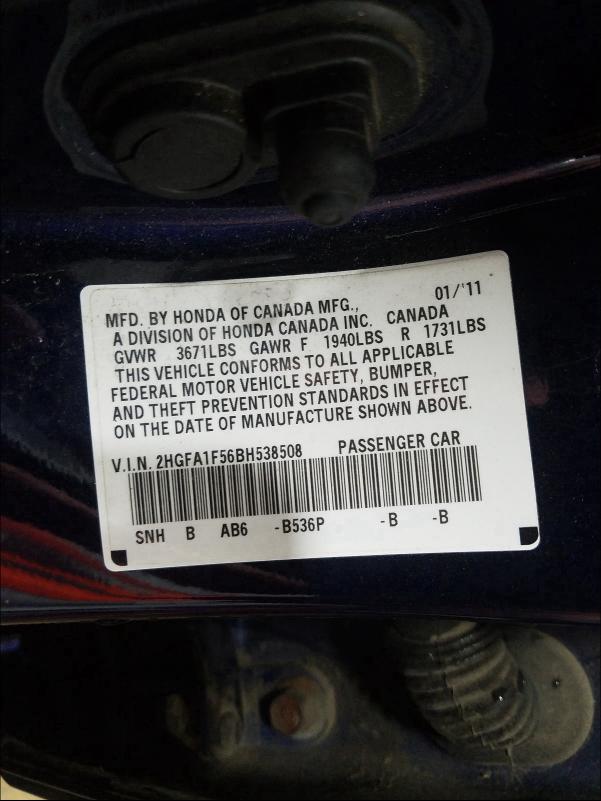 MFD. BY HONDA OF CANADA MFG., 01/'11
A DIVISION OF HONDA CANADA INC. CANADA
GVWR 3671LBS GAWR F 1940LBS R 1731LBS
THIS VEHICLE CONFORMS TO ALL APPLICABLE
FEDERAL MOTOR VEHICLE SAFETY, BUMPER,
AND THEFT PREVENTION STANDARDS IN EFFECT
ON THE DATE OF MANUFACTURE SHOWN ABOVE.
V.I.N. 2HGFA1F56BH538508 PASSENGER CAR
SNH B AB6 -B536P -B -B